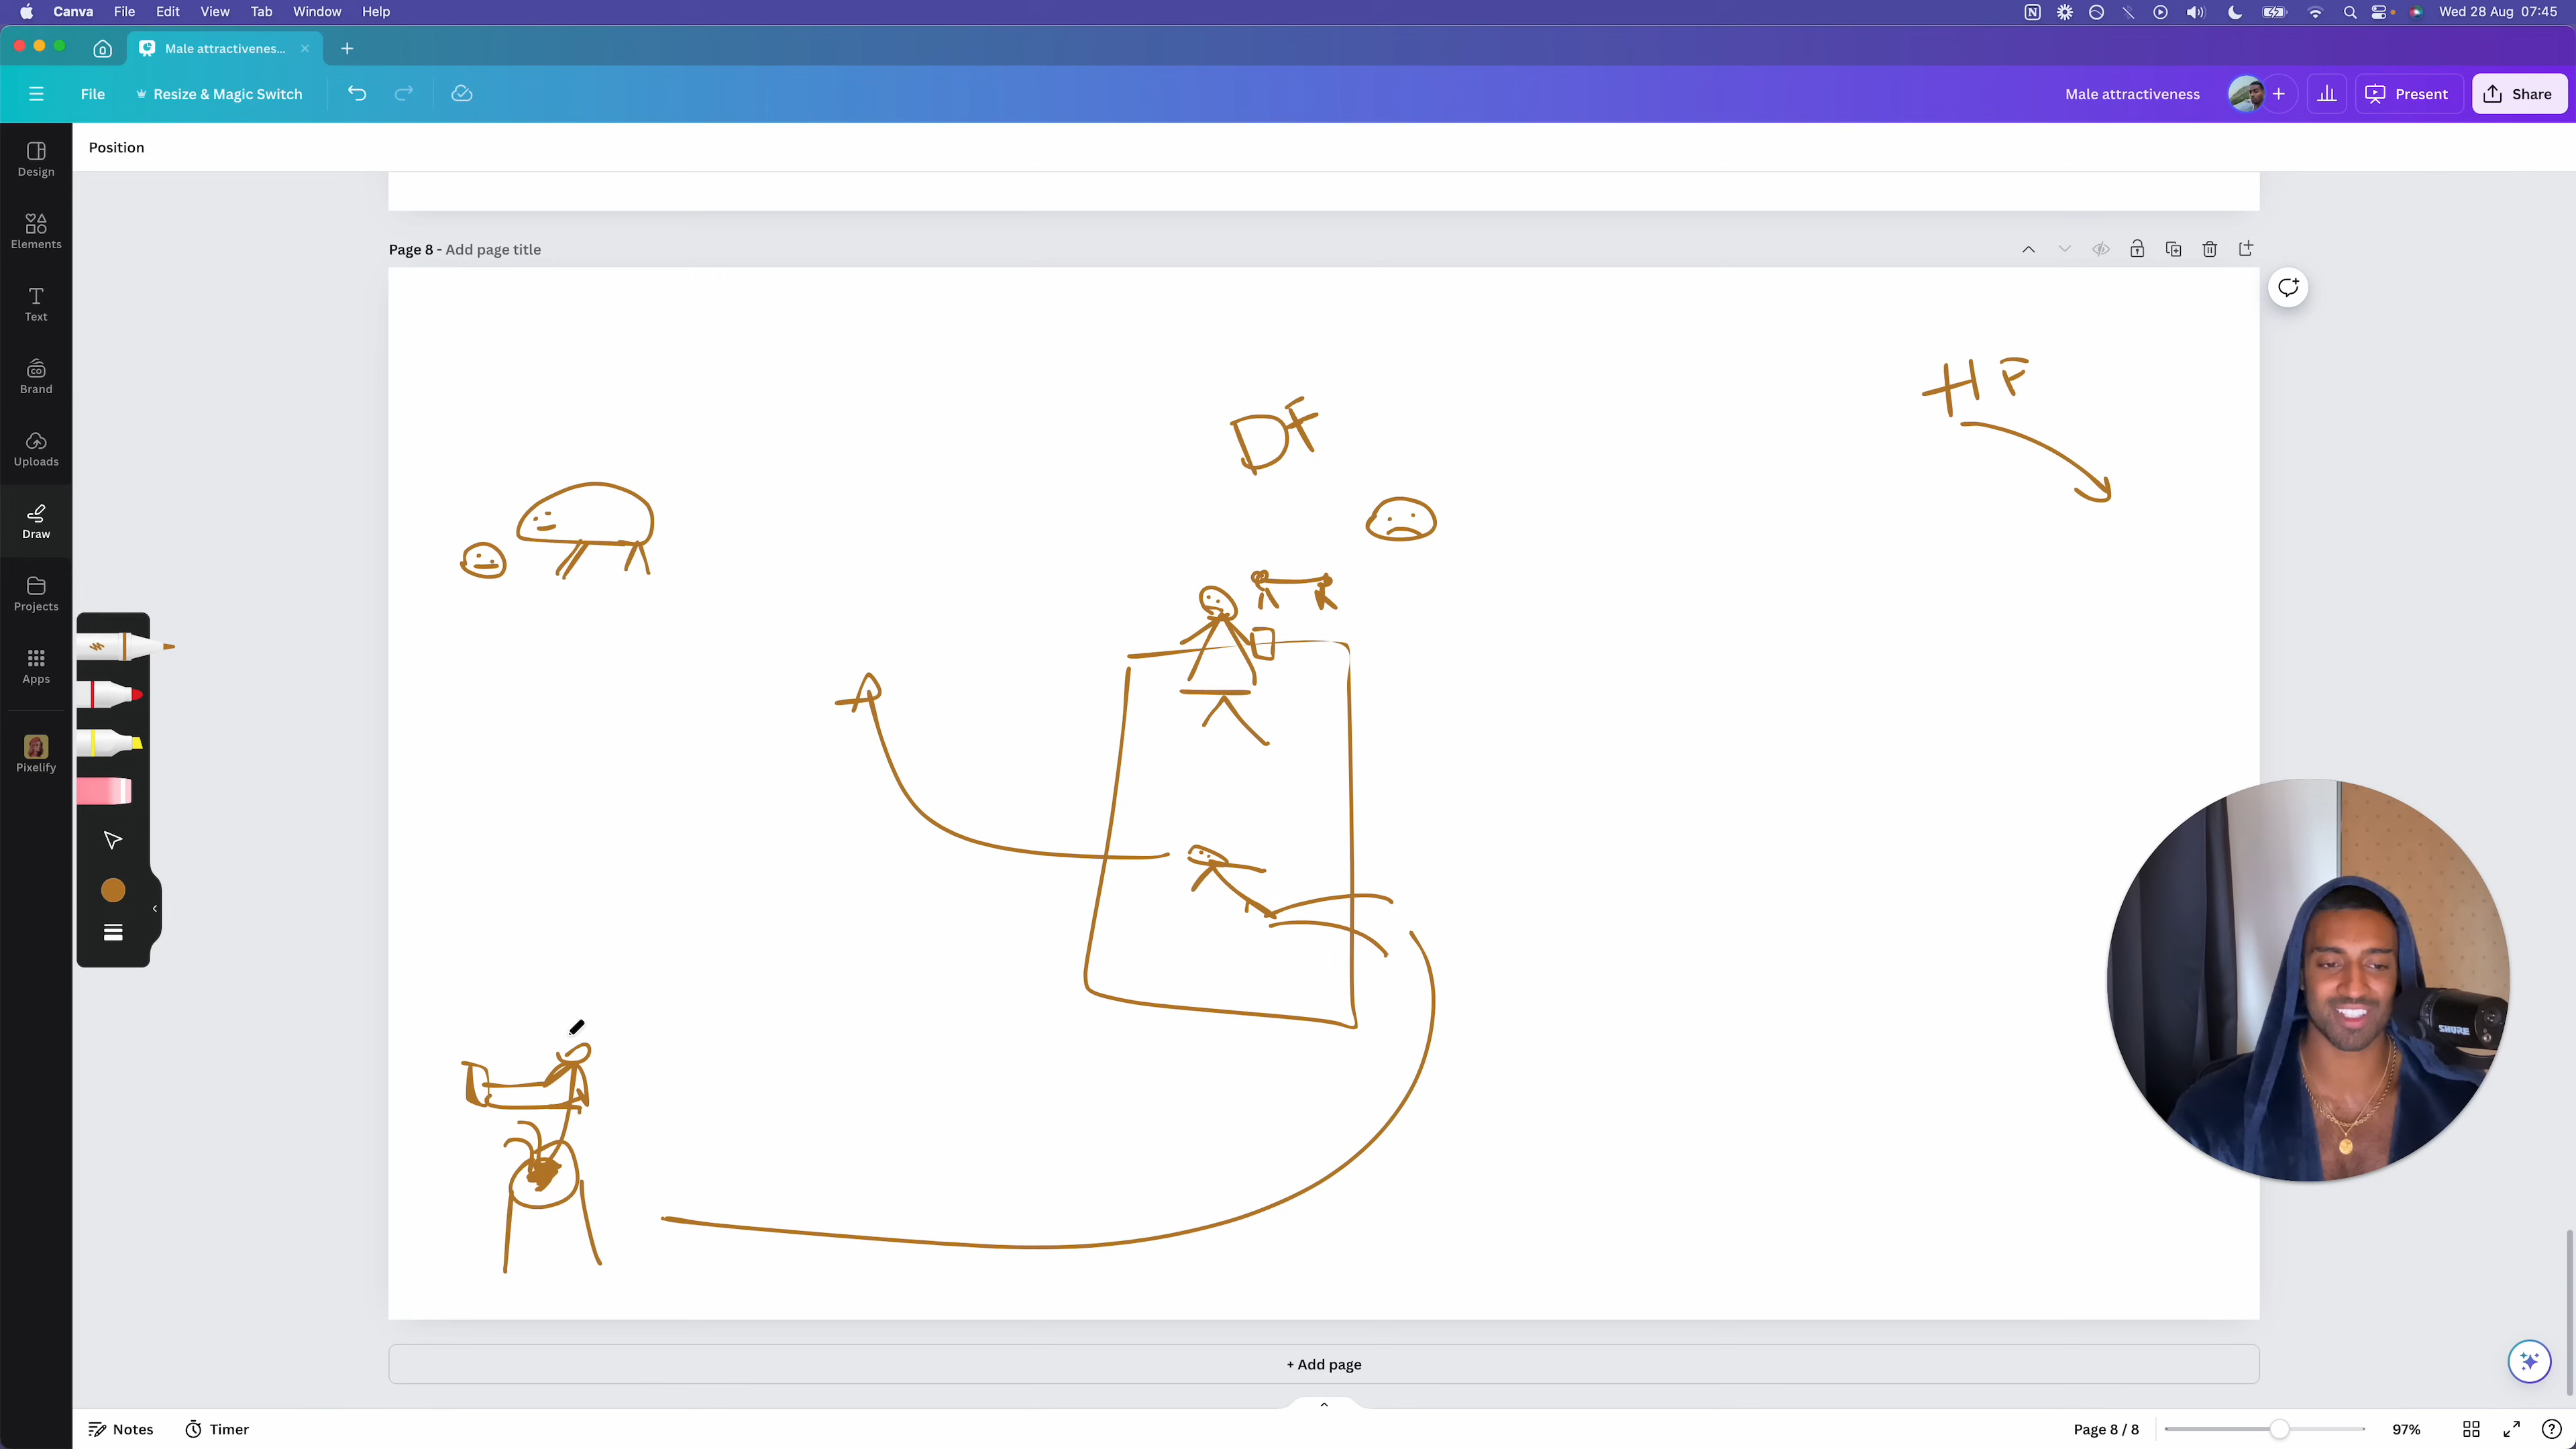 Canva File Edit View Tab Window Help
Wed 28 Aug 07:45
Male attractivenes...
File Resize & Magic Switch
Male attractiveness
Present
Share
Position
Design
Elements
Text
Brand
Uploads
Draw
Projects
Apps
Pixelify
Page 8 - Add page title
HF
DF
SHURE
+ Add page
Notes Timer
Page 8 / 8
97%